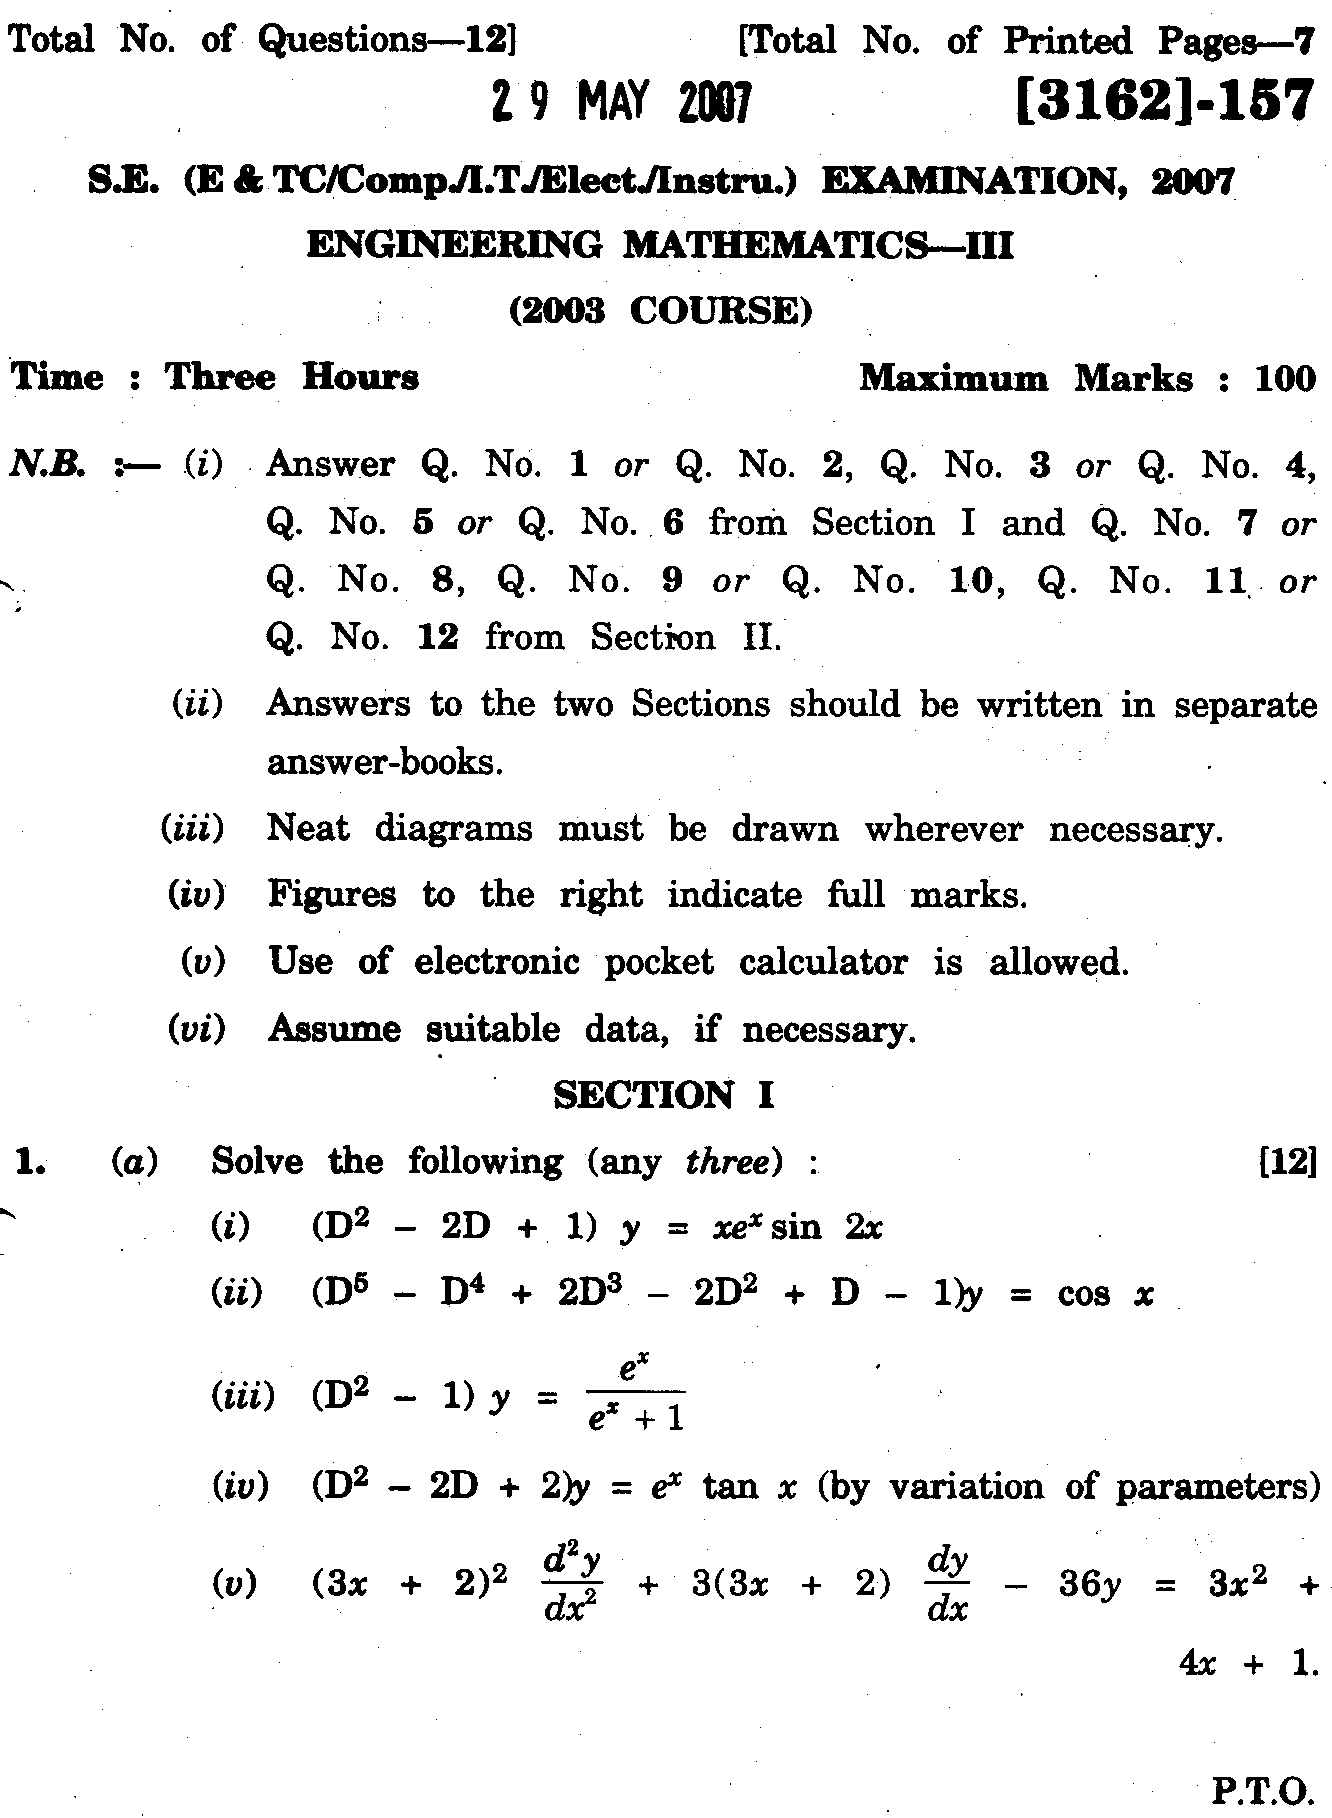 Total No. of Questions—12]
[Total No. of Printed Pages—7
29 MAY 2007
[3162]-157
S.E. (E & TC/Comp./I.T./Elect./Instru.) EXAMINATION, 2007
ENGINEERING MATHEMATICS—III
(2003 COURSE)
Time : Three Hours
Maximum Marks : 100
N.B. :— (i) Answer Q. No. 1 or Q. No. 2, Q. No. 3 or Q. No. 4,
Q. No. 5 or Q. No. 6 from Section I and Q. No. 7 or
Q. No. 8, Q. No. 9 or Q. No. 10, Q. No. 11 or
Q. No. 12 from Section II.
(ii) Answers to the two Sections should be written in separate
answer-books.
(iii) Neat diagrams must be drawn wherever necessary.
(iv) Figures to the right indicate full marks.
(v) Use of electronic pocket calculator is allowed.
(vi) Assume suitable data, if necessary.
SECTION I
1. (a) Solve the following (any three) : [12]
(i) (D² – 2D + 1) y = xeˣ sin 2x
(ii) (D⁵ – D⁴ + 2D³ – 2D² + D – 1)y = cos x
(iii) (D² – 1) y = eˣ / (eˣ + 1)
(iv) (D² – 2D + 2)y = eˣ tan x (by variation of parameters)
(v) (3x + 2)² d²y/dx² + 3(3x + 2) dy/dx – 36y = 3x² +
4x + 1.
P.T.O.